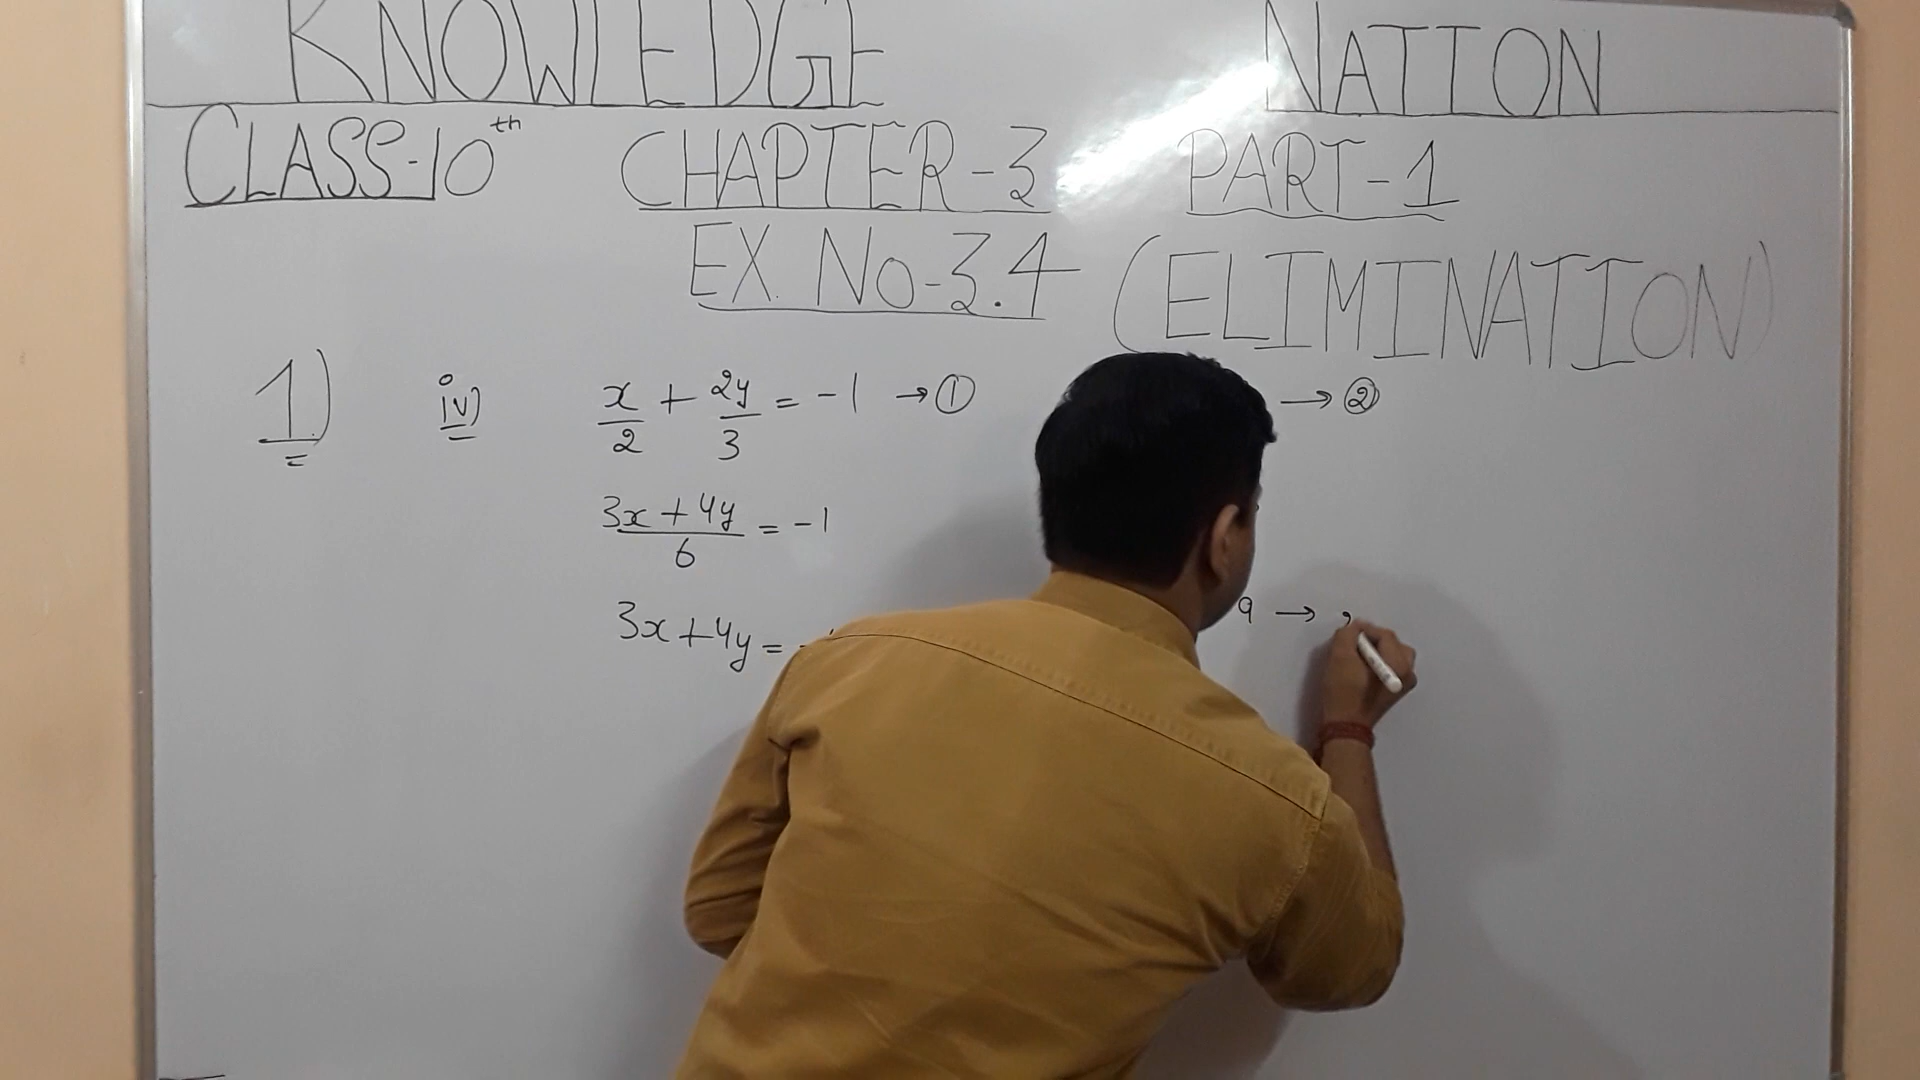 KNOWLEDGE NATION
CLASS-10th CHAPTER-3 PART-1
EX. NO-3.4 (ELIMINATION)
1) iv) x/2 + 2y/3 = -1 → ① → ②
3x + 4y/6 = -1
3x + 4y = - 9 →